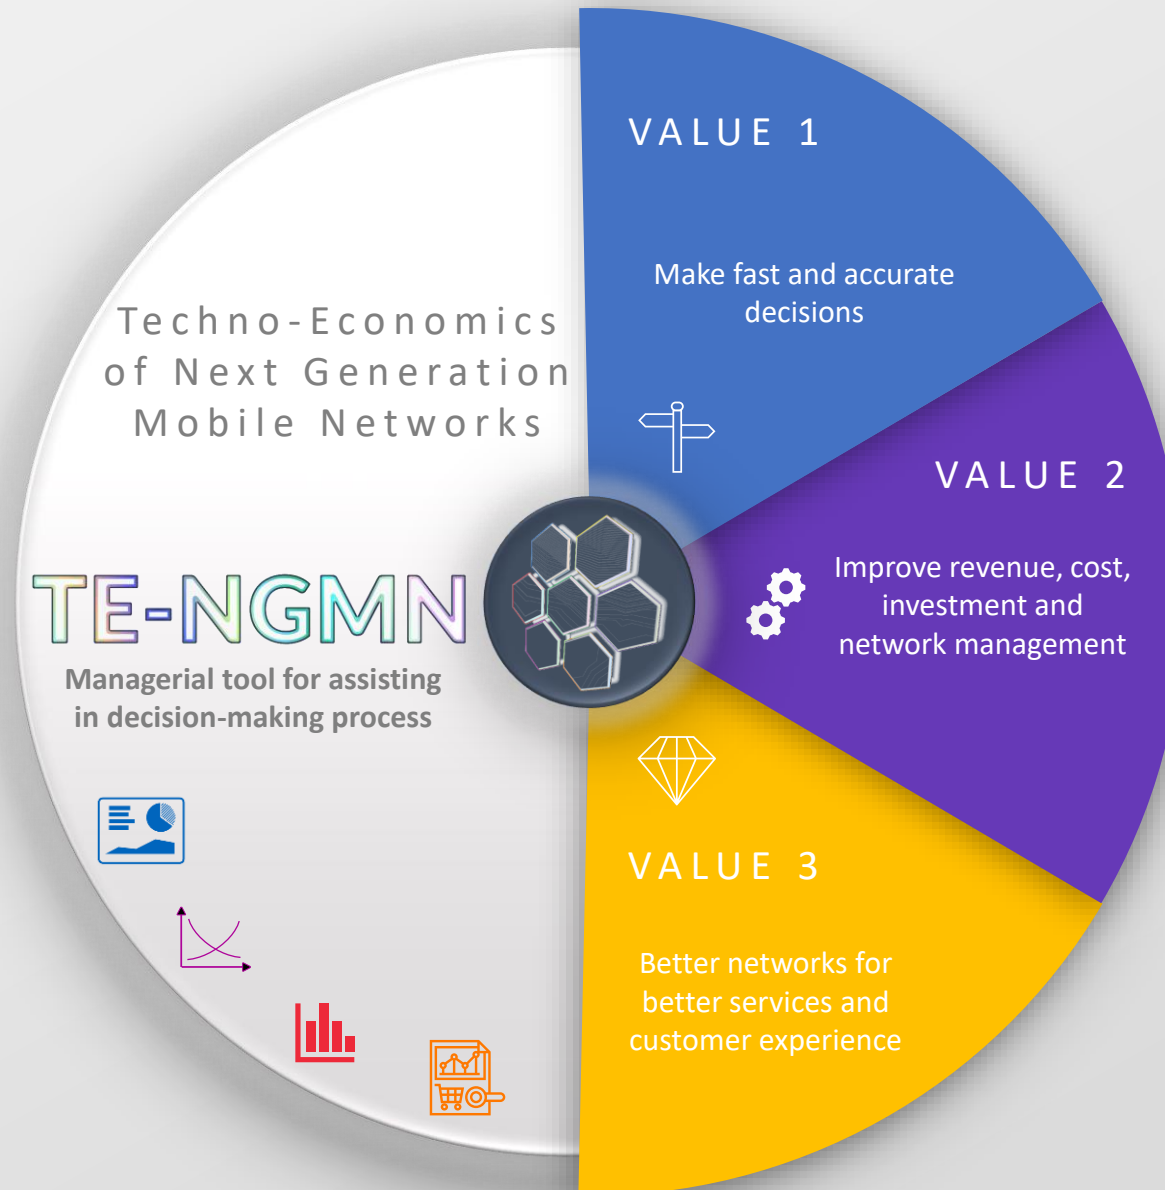 Techno-Economics
of Next Generation
Mobile Networks
TE-NGMN
Managerial tool for assisting
in decision-making process
VALUE 1
Make fast and accurate
decisions
VALUE 2
Improve revenue, cost,
investment and
network management
VALUE 3
Better networks for
better services and
customer experience